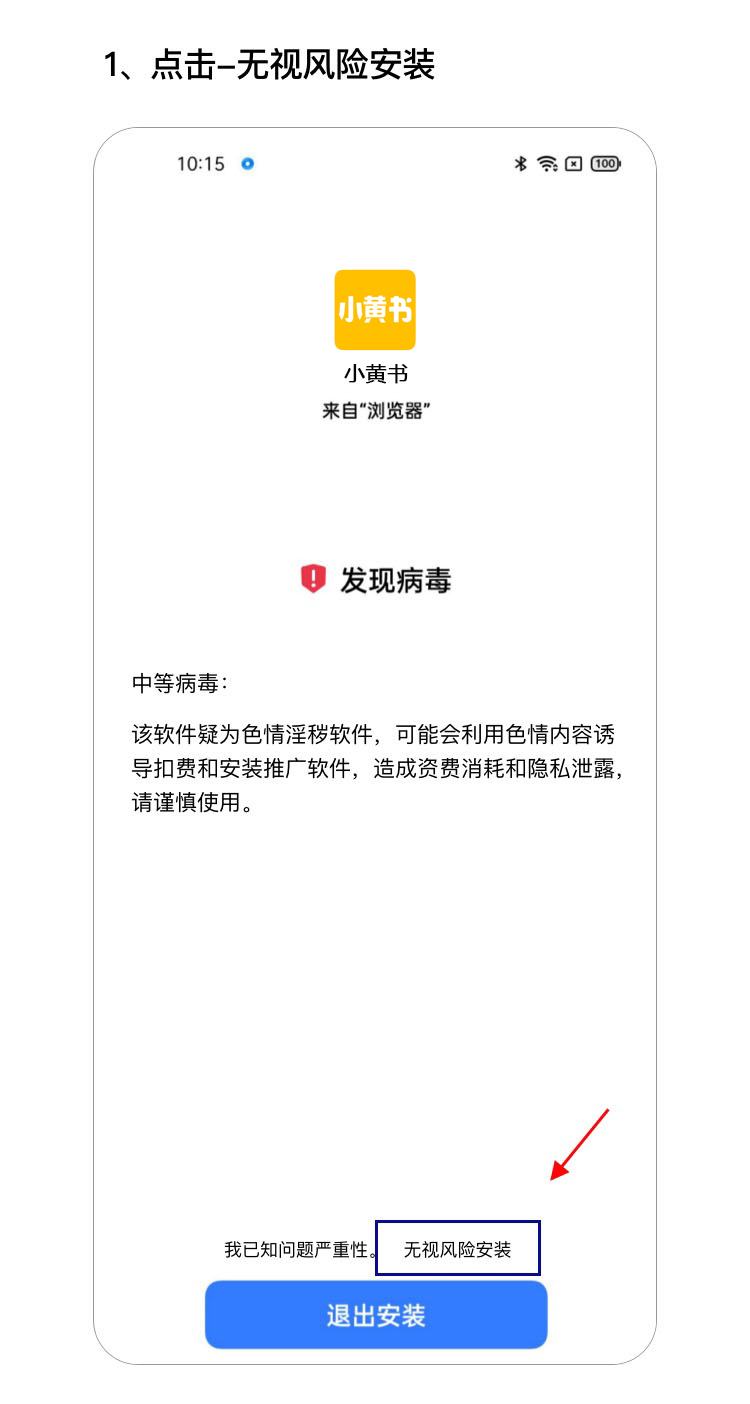 1、点击–无视风险安装
10:15
100
小黄书
小黄书
来自“浏览器”
发现病毒
中等病毒：
该软件疑为色情淫秽软件，可能会利用色情内容诱
导扣费和安装推广软件，造成资费消耗和隐私泄露，
请谨慎使用。
我已知问题严重性。 无视风险安装
退出安装